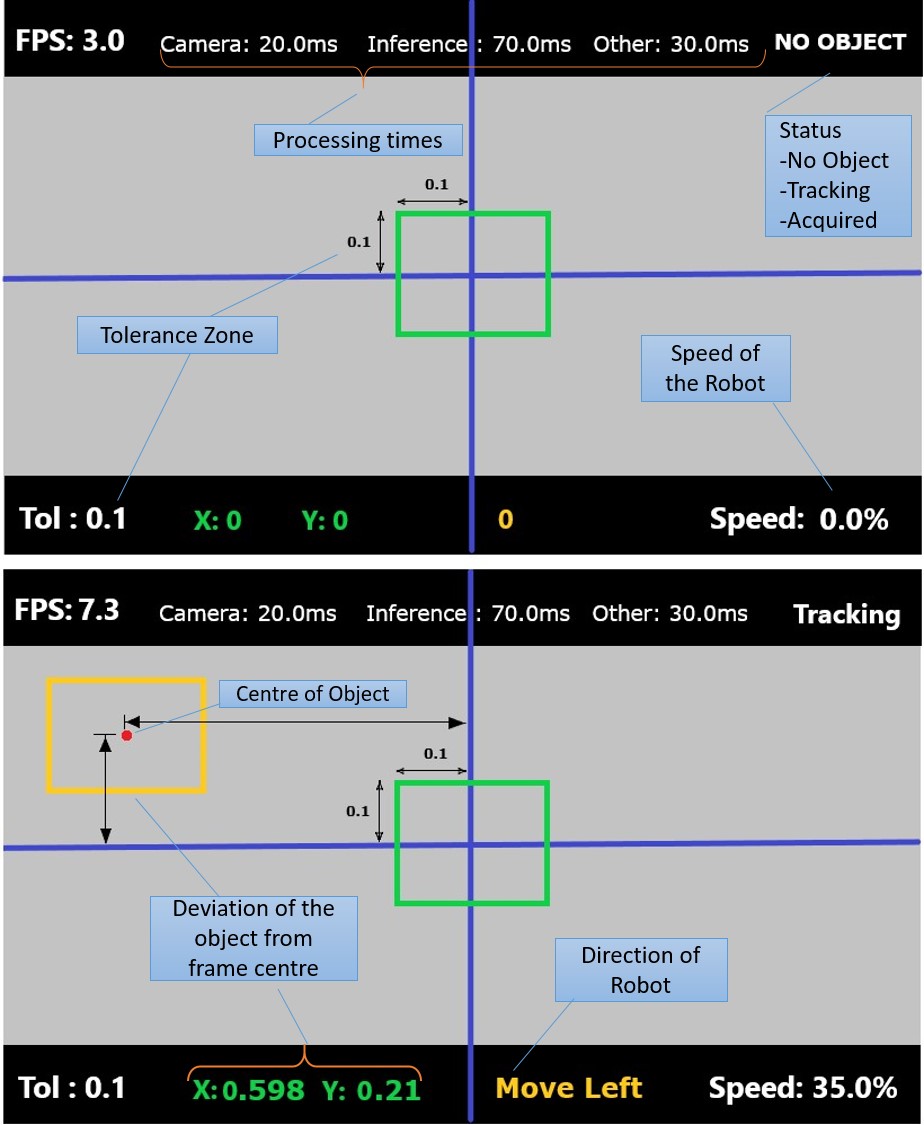 FPS: 3.0 Camera: 20.0ms Inference : 70.0ms Other: 30.0ms NO OBJECT
Processing times
Status
-No Object
-Tracking
-Acquired
0.1
0.1
Tolerance Zone
Speed of
the Robot
Tol : 0.1 X: 0 Y: 0 0 Speed: 0.0%
FPS: 7.3 Camera: 20.0ms Inference : 70.0ms Other: 30.0ms Tracking
Centre of Object
0.1
0.1
Deviation of the
object from
frame centre
Direction of
Robot
Tol : 0.1 X: 0.598 Y: 0.21 Move Left Speed: 35.0%